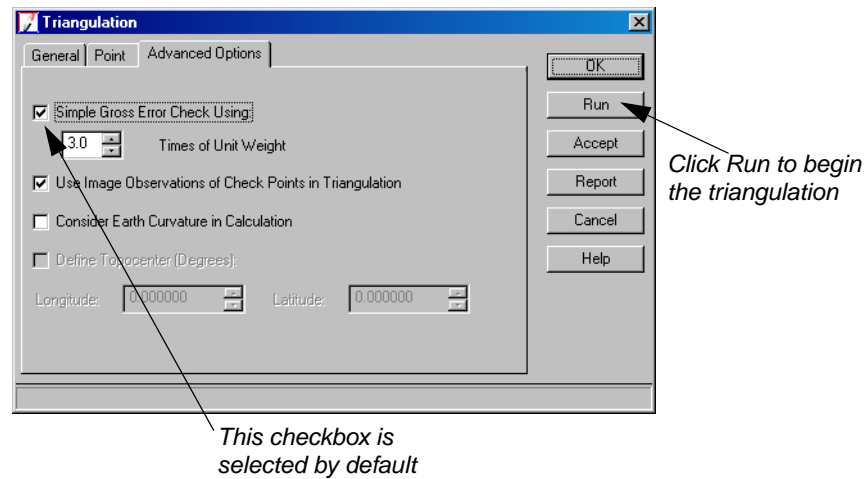 Triangulation
General Point Advanced Options
OK
Simple Gross Error Check Using:
Run
3.0 Times of Unit Weight
Accept
Click Run to begin
the triangulation
Use Image Observations of Check Points in Triangulation
Report
Consider Earth Curvature in Calculation
Cancel
Define Topocenter (Degrees):
Help
Longitude: 0.000000 Latitude: 0.000000
This checkbox is
selected by default